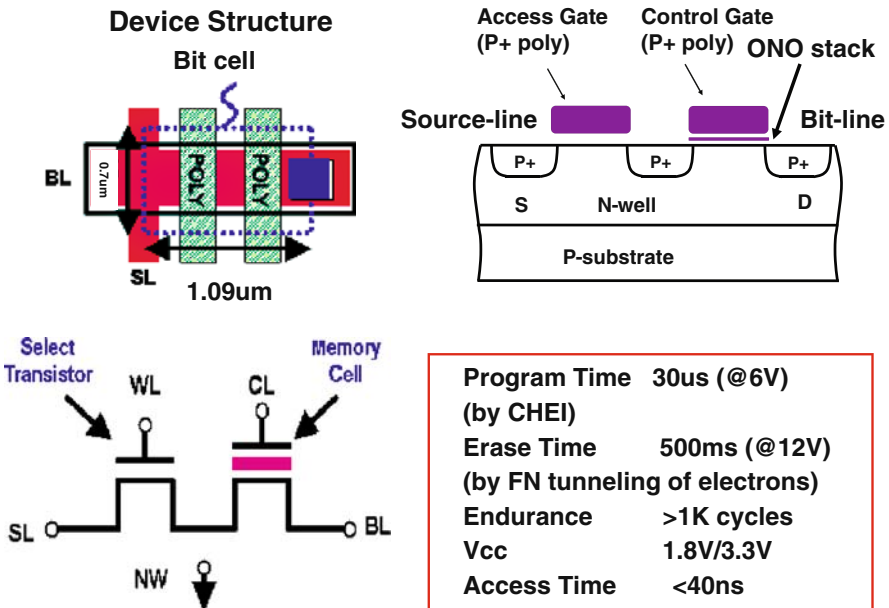 Device Structure
Bit cell
BL
0.7um
POLY
POLY
SL
1.09um
Access Gate
(P+ poly)
Control Gate
(P+ poly)
ONO stack
Source-line
Bit-line
P+
P+
P+
S
N-well
D
P-substrate
Select
Transistor
WL
CL
Memory
Cell
SL
BL
NW
Program Time 30us (@6V)
(by CHEI)
Erase Time 500ms (@12V)
(by FN tunneling of electrons)
Endurance >1K cycles
Vcc 1.8V/3.3V
Access Time <40ns